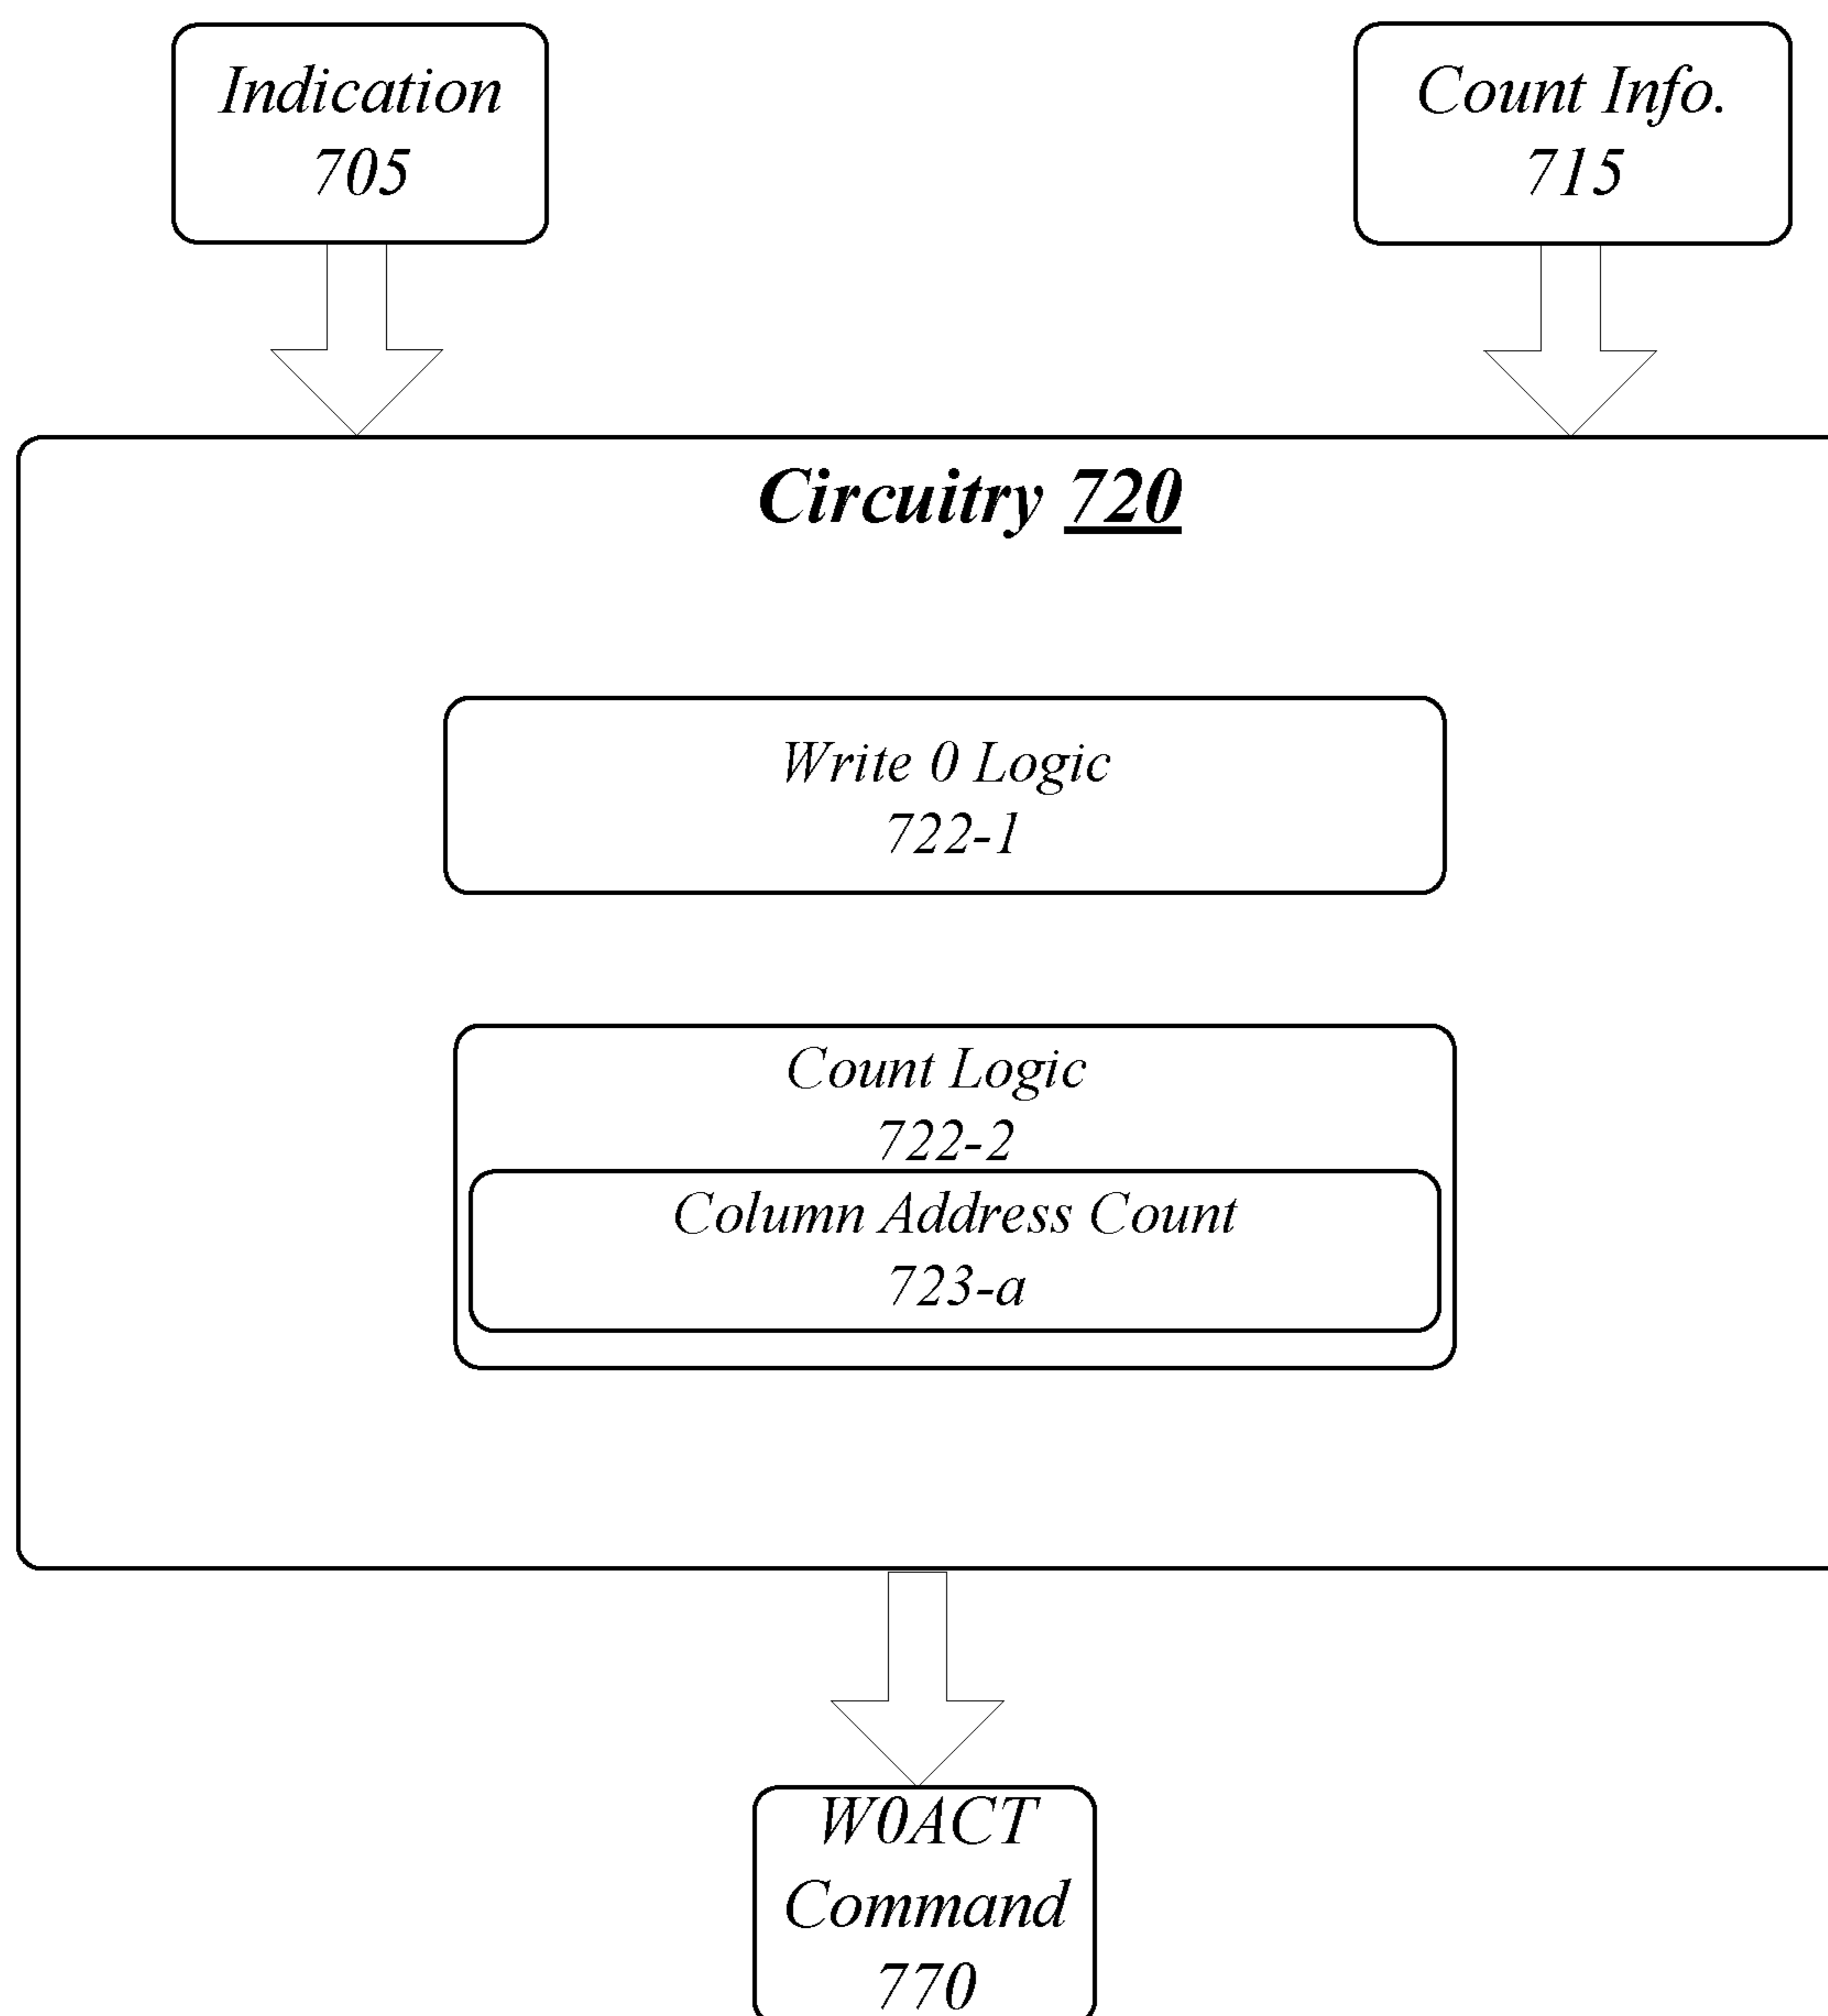 Indication
705
Count Info.
715
Circuitry 720
Write 0 Logic
722-1
Count Logic
722-2
Column Address Count
723-a
W0ACT
Command
770